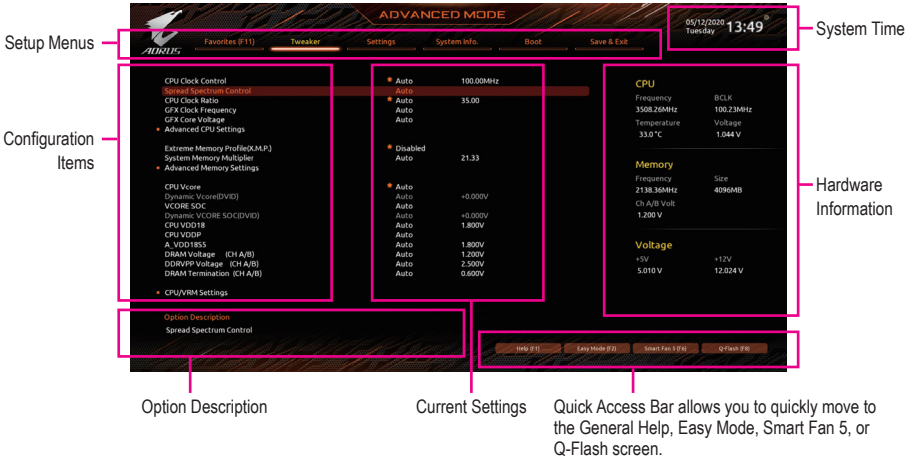 ADVANCED MODE
05/12/2020 Tuesday 13:49
System Time
Setup Menus
AORUS
Favorites (F11) Tweaker Settings System Info. Boot Save & Exit
CPU Clock Control * Auto 100.00MHz
Spread Spectrum Control Auto
CPU Clock Ratio * Auto 35.00
GFX Clock Frequency Auto
GFX Core Voltage Auto
Advanced CPU Settings
Extreme Memory Profile(X.M.P.) * Disabled
System Memory Multiplier Auto 21.33
Advanced Memory Settings
CPU Vcore * Auto
Dynamic Vcore(DVID) Auto +0.000V
VCORE SOC Auto
Dynamic VCORE SOC(DVID) Auto +0.000V
CPU VDD18 Auto 1.800V
CPU VDDP Auto
A_VDD18S5 Auto 1.800V
DRAM Voltage (CH A/B) Auto 1.200V
DDRVPP Voltage (CH A/B) Auto 2.500V
DRAM Termination (CH A/B) Auto 0.600V
CPU/VRM Settings
Configuration
Items
CPU
Frequency BCLK
3508.26MHz 100.23MHz
Temperature Voltage
33.0 °C 1.044 V
Memory
Frequency Size
2138.36MHz 4096MB
Ch A/B Volt
1.200 V
Voltage
+5V +12V
5.010 V 12.024 V
Hardware
Information
Option Description
Spread Spectrum Control
Help (F1) Easy Mode (F2) Smart Fan 5 (F6) Q-Flash (F8)
Option Description
Current Settings
Quick Access Bar allows you to quickly move to
the General Help, Easy Mode, Smart Fan 5, or
Q-Flash screen.